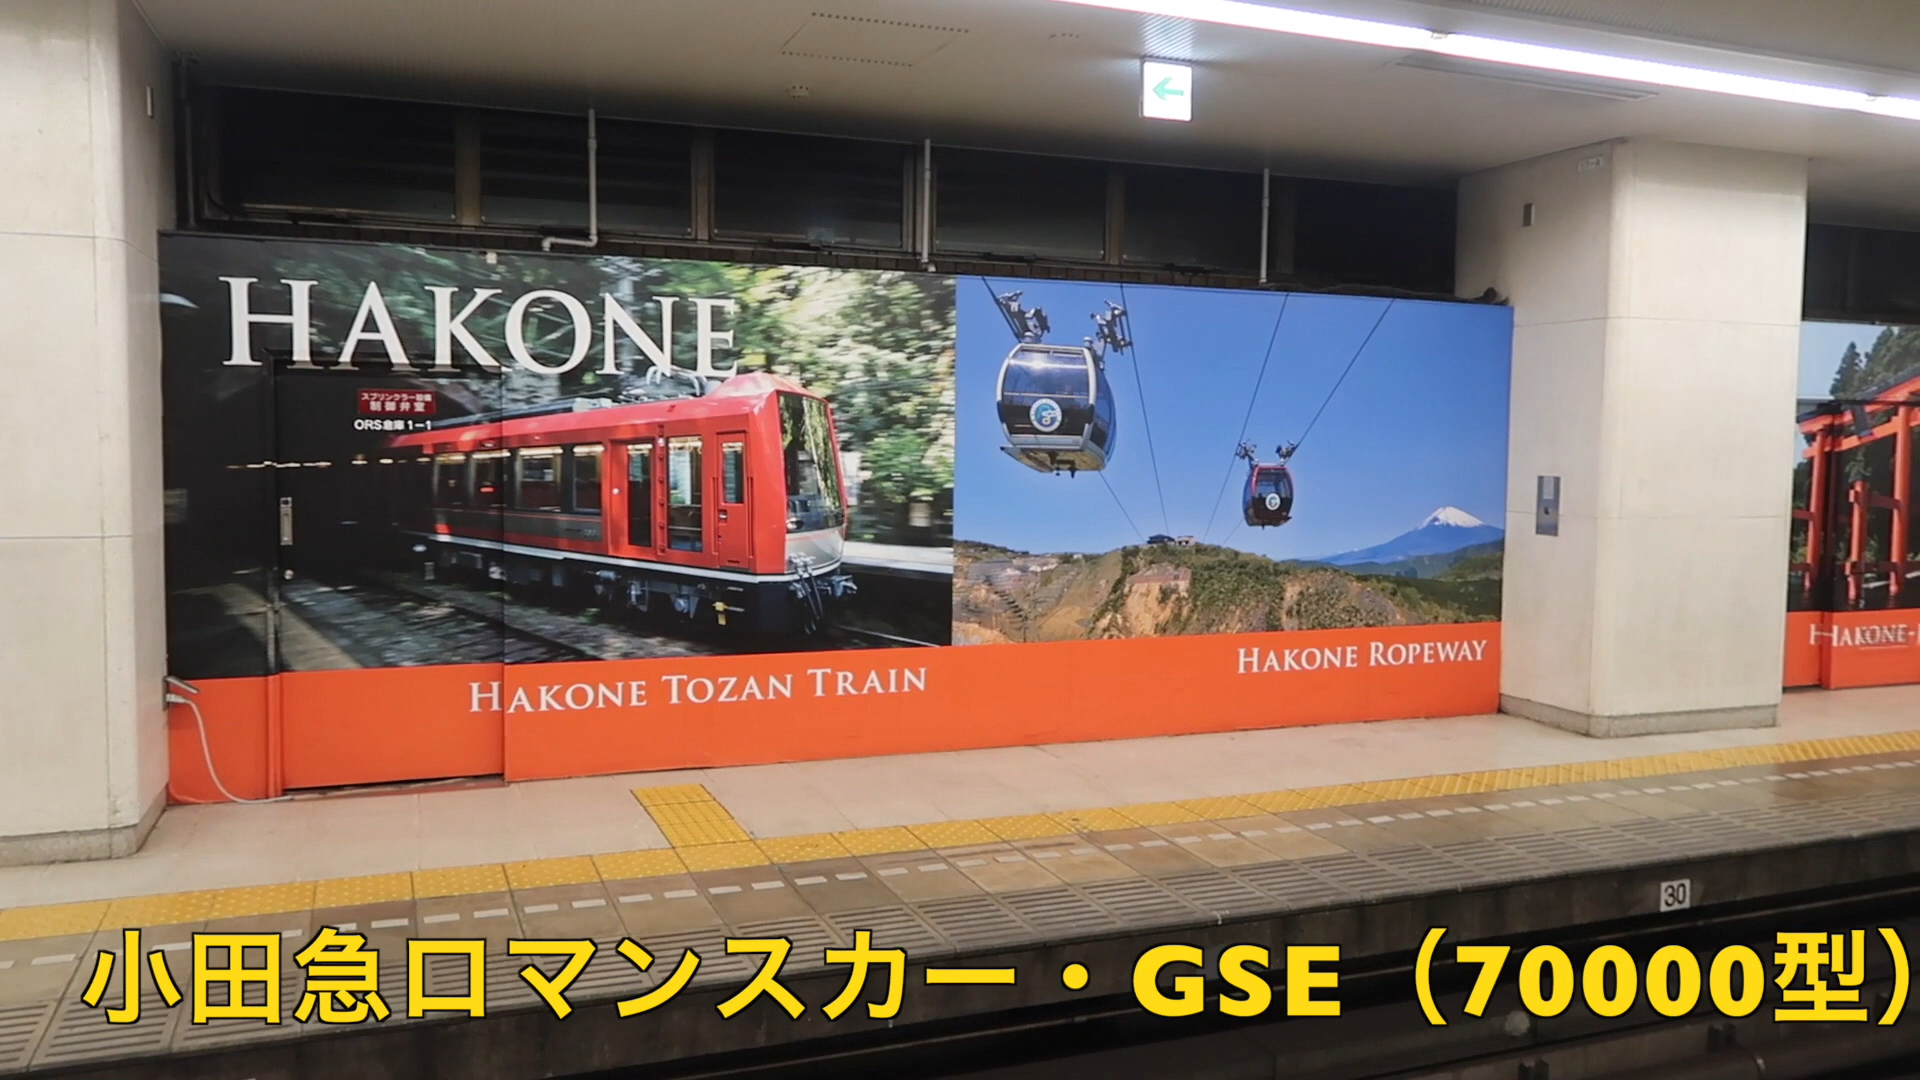 HAKONE
スプリンクラー設備
制御弁室
ORS倉庫1-1
HAKONE TOZAN TRAIN
HAKONE ROPEWAY
HAKONE-
30
小田急ロマンスカー・GSE（70000型）